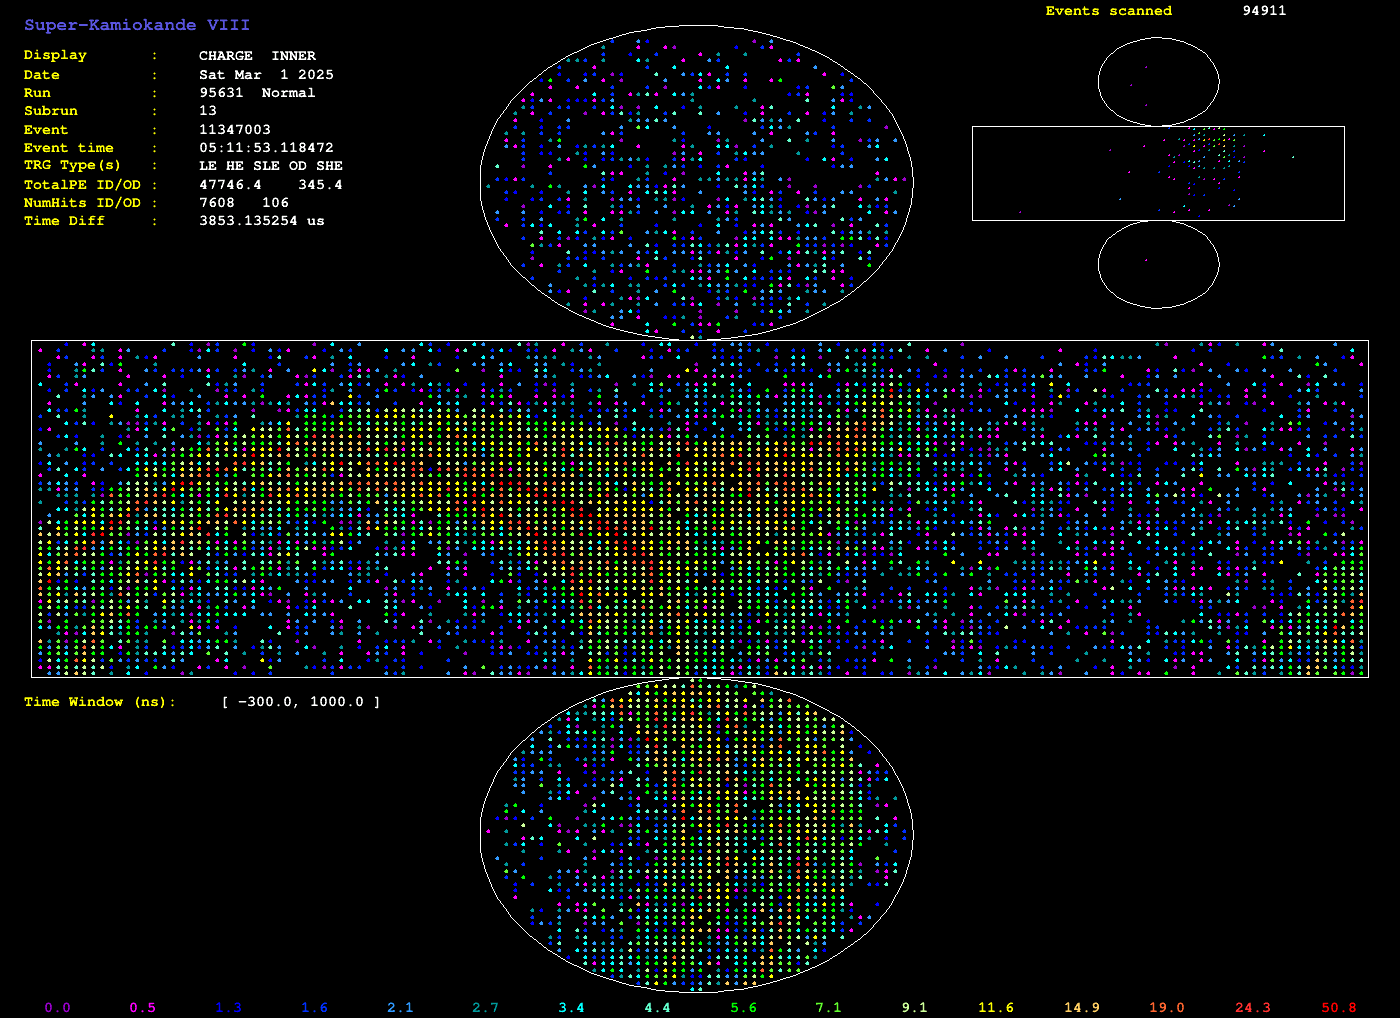 Super-Kamiokande VIII
Events scanned 94911
Display : CHARGE INNER
Date : Sat Mar 1 2025
Run : 95631 Normal
Subrun : 13
Event : 11347003
Event time : 05:11:53.118472
TRG Type(s) : LE HE SLE OD SHE
TotalPE ID/OD : 47746.4 345.4
NumHits ID/OD : 7608 106
Time Diff : 3853.135254 us
Time Window (ns): [ -300.0, 1000.0 ]
0.0 0.5 1.3 1.6 2.1 2.7 3.4 4.4 5.6 7.1 9.1 11.6 14.9 19.0 24.3 50.8